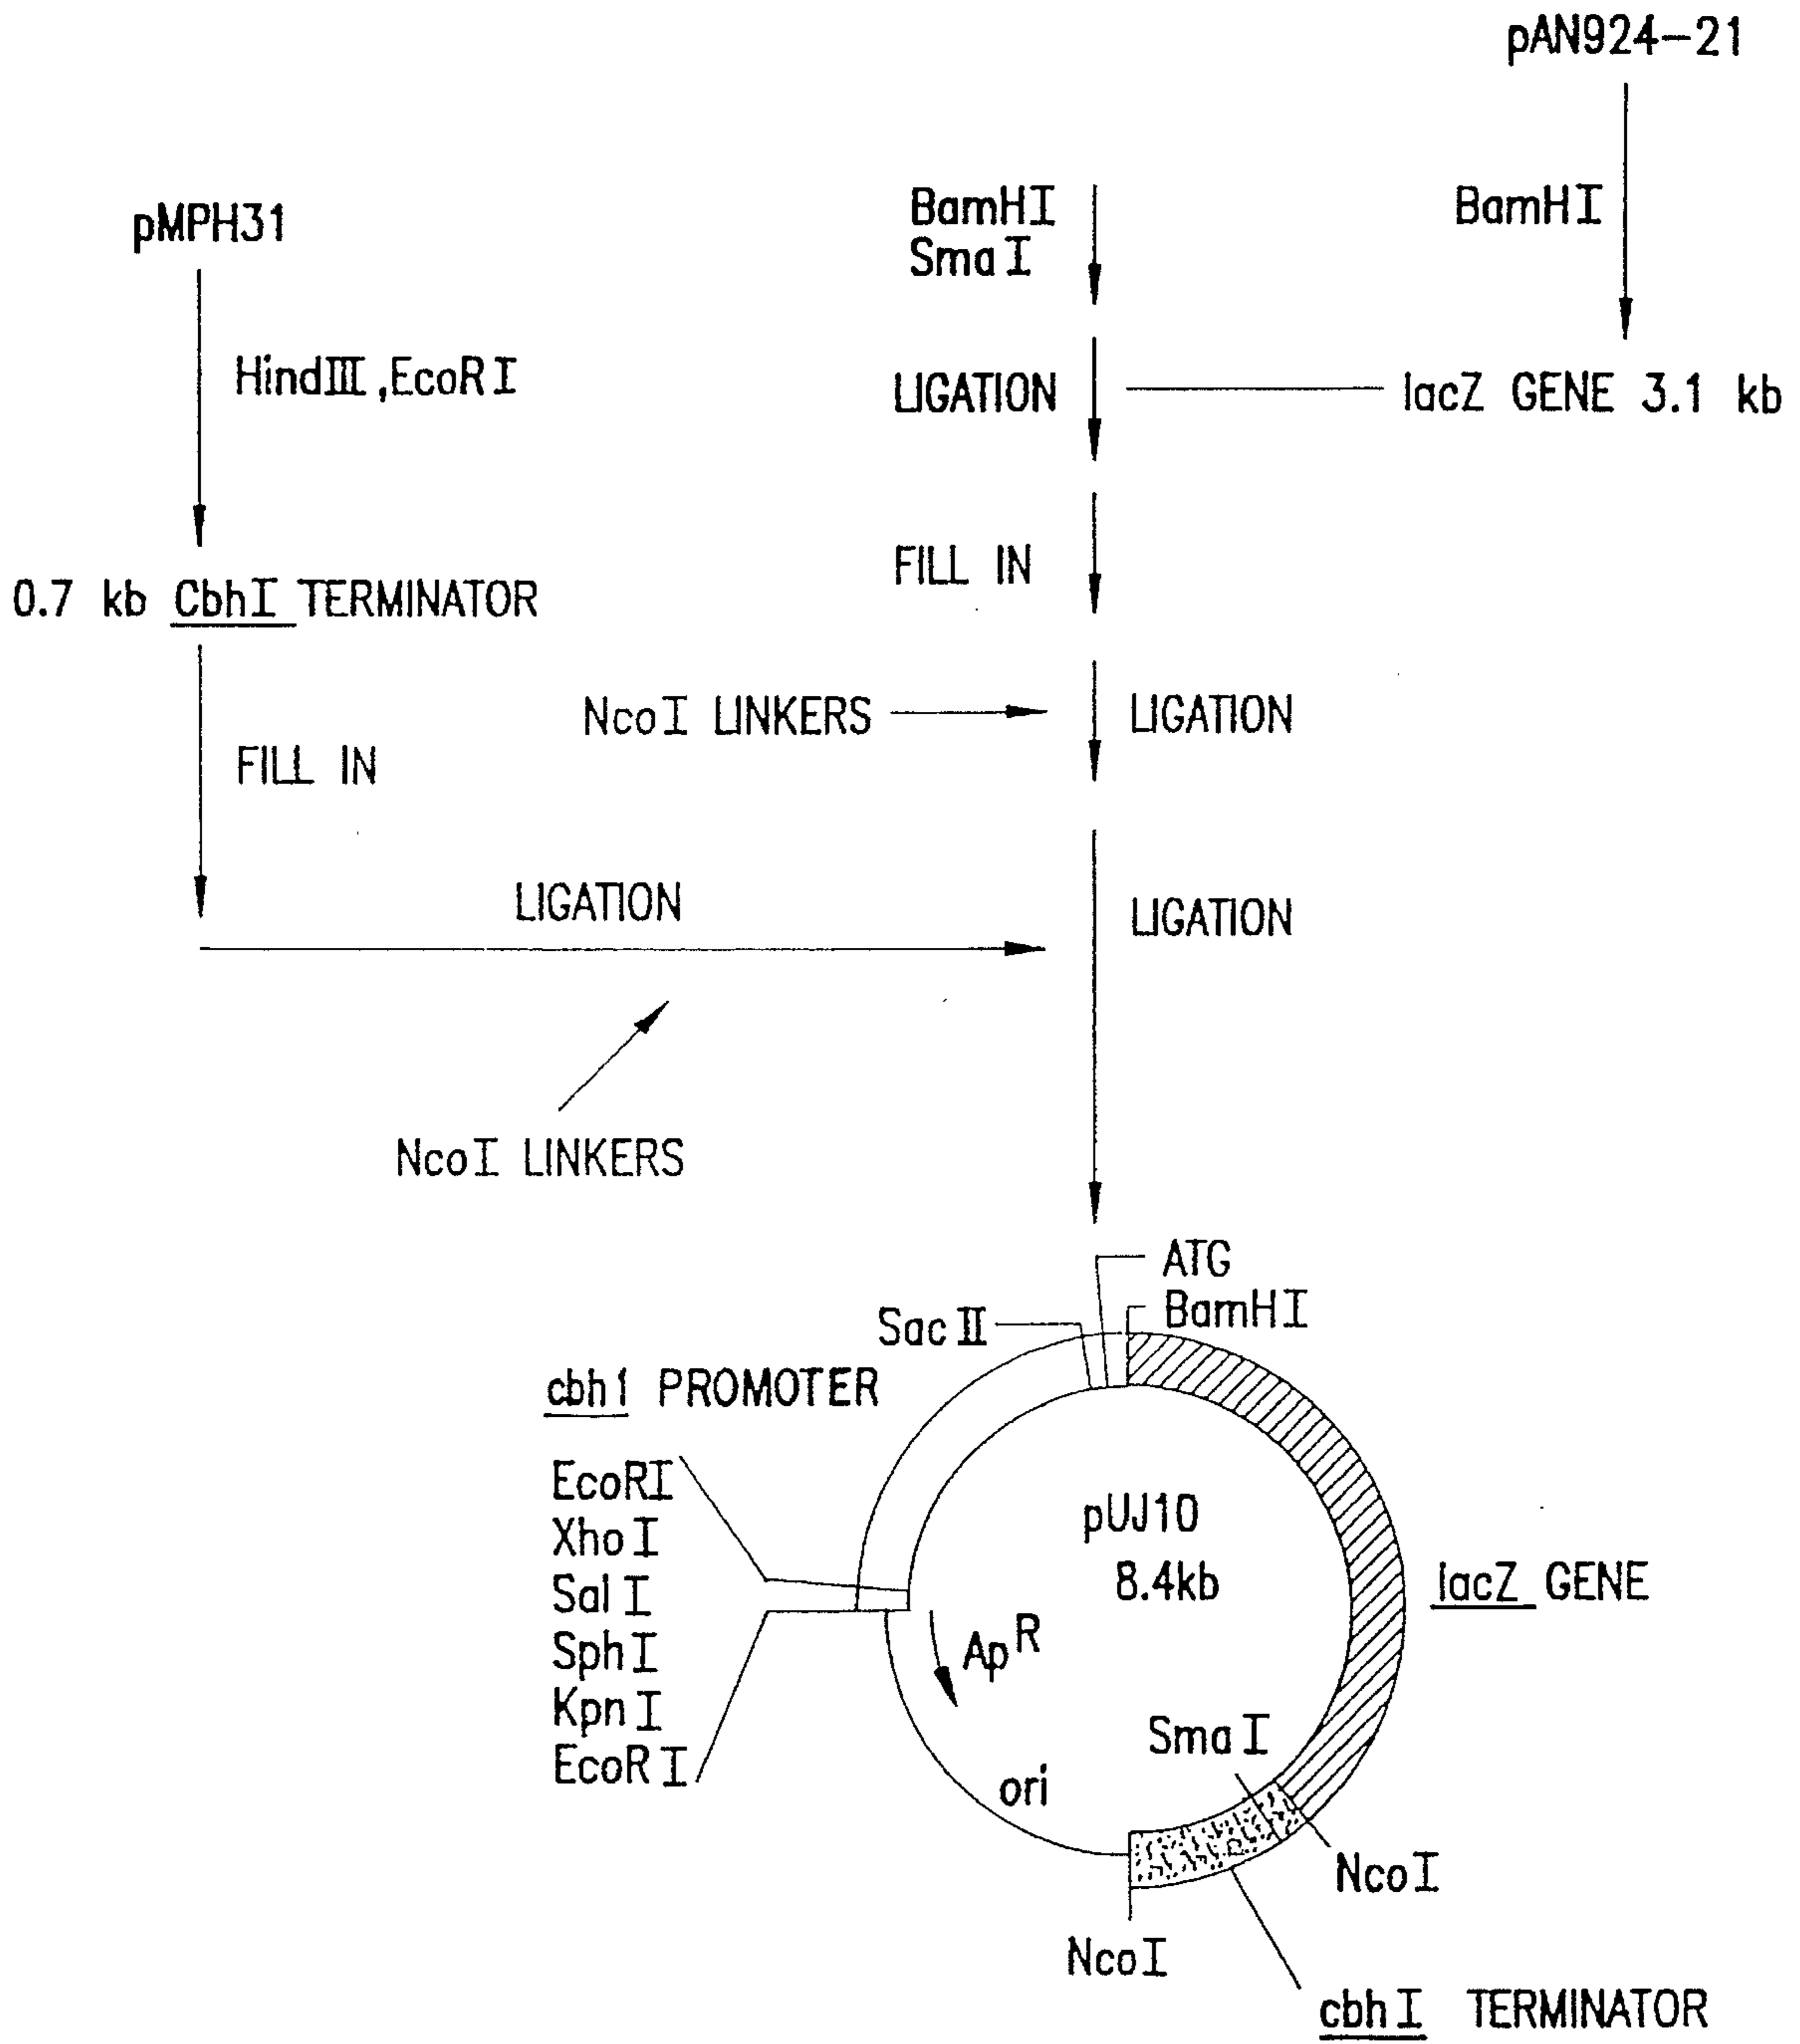 pAN924-21
pMPH31
BamHI
SmaI
BamHI
HindIII,EcoRI
LIGATION
lacZ GENE 3.1 kb
FILL IN
0.7 kb CbhI TERMINATOR
NcoI LINKERS
LIGATION
FILL IN
LIGATION
LIGATION
NcoI LINKERS
ATG
BamHI
SacII
cbh1 PROMOTER
EcoRI
XhoI
SalI
SphI
KpnI
EcoRI
pUJ10
8.4kb
lacZ GENE
ApR
SmaI
ori
NcoI
NcoI
cbhI TERMINATOR